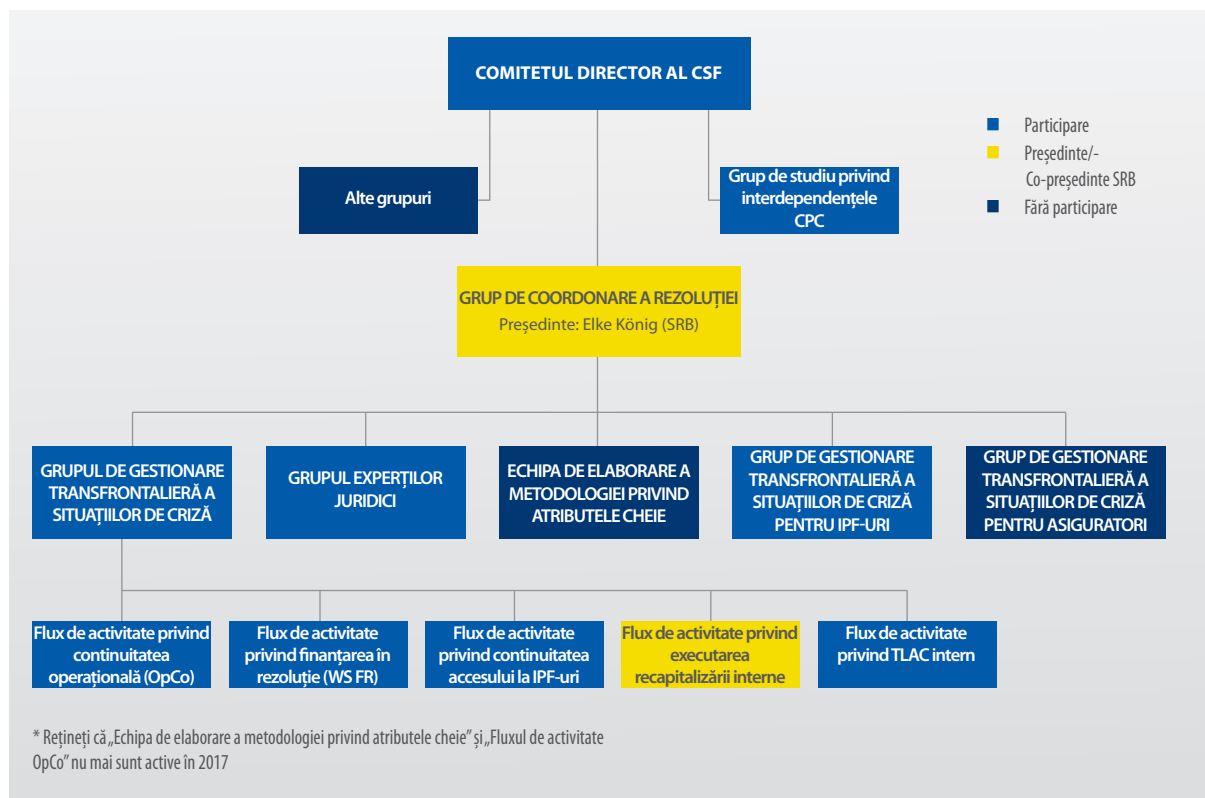 COMITETUL DIRECTOR AL CSF
Participare
Președinte/-
Co-președinte SRB
Fără participare
Alte grupuri
Grup de studiu privind
interdependențele
CPC
GRUP DE COORDONARE A REZOLUȚIEI
Președinte: Elke König (SRB)
GRUPUL DE GESTIONARE
TRANSFRONTALIERĂ A
SITUAȚIILOR DE CRIZĂ
GRUPUL EXPERȚILOR
JURIDICI
ECHIPA DE ELABORARE A
METODOLOGIEI PRIVIND
ATRIBUTELE CHEIE
GRUP DE GESTIONARE
TRANSFRONTALIERĂ A
SITUAȚIILOR DE CRIZĂ
PENTRU IPF-URI
GRUP DE GESTIONARE
TRANSFRONTALIERĂ A
SITUAȚIILOR DE CRIZĂ
PENTRU ASIGURATORI
Flux de activitate privind
continuitatea
operațională (OpCo)
Flux de activitate
privind finanțarea în
rezoluție (WS FR)
Flux de activitate
privind continuitatea
accesului la IPF-uri
Flux de activitate privind
executarea
recapitalizării interne
Flux de activitate
privind TLAC intern
* Rețineți că „Echipa de elaborare a metodologiei privind atributele cheie” și „Fluxul de activitate
OpCo” nu mai sunt active în 2017